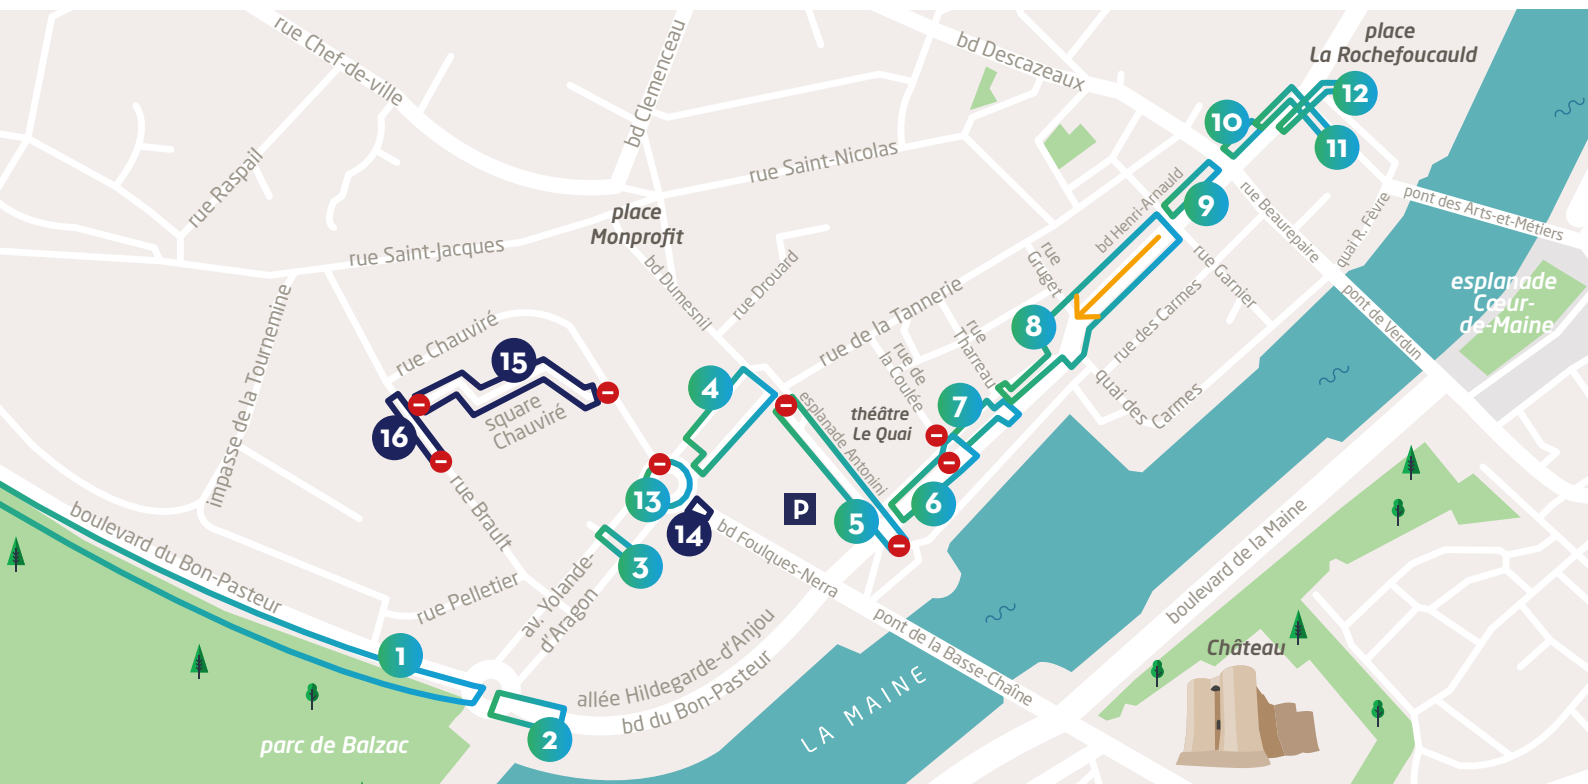 place
La Rochefoucauld
rue Chef-de-ville
bd Clemenceau
bd Descazeaux
12
10
11
rue Saint-Nicolas
rue Raspail
bd Henri-Arnauld
9
rue Beaurepaire
quai R. Fèvre
pont des Arts-et-Métiers
place
Monprofit
rue Saint-Jacques
bd Dumesnil
rue Drouard
rue
Gruget
rue Garnier
esplanade
Cœur-
de-Maine
pont de Verdun
rue des Carmes
rue de la Tannerie
8
rue
Tharreau
rue de
la Coulée
impasse de la Tournemine
rue Chauviré
15
square
Chauviré
16
4
esplanade Antonini
théâtre
Le Quai
7
quai des
Carmes
rue Brault
13
14
P
5
6
boulevard du Bon-Pasteur
3
bd Foulques-Nerra
boulevard de la Maine
rue Pelletier
av. Yolande-
d'Aragon
pont de la Basse-Chaîne
Château
1
allée Hildegarde-d'Anjou
bd du Bon-Pasteur
LA MAINE
2
parc de Balzac